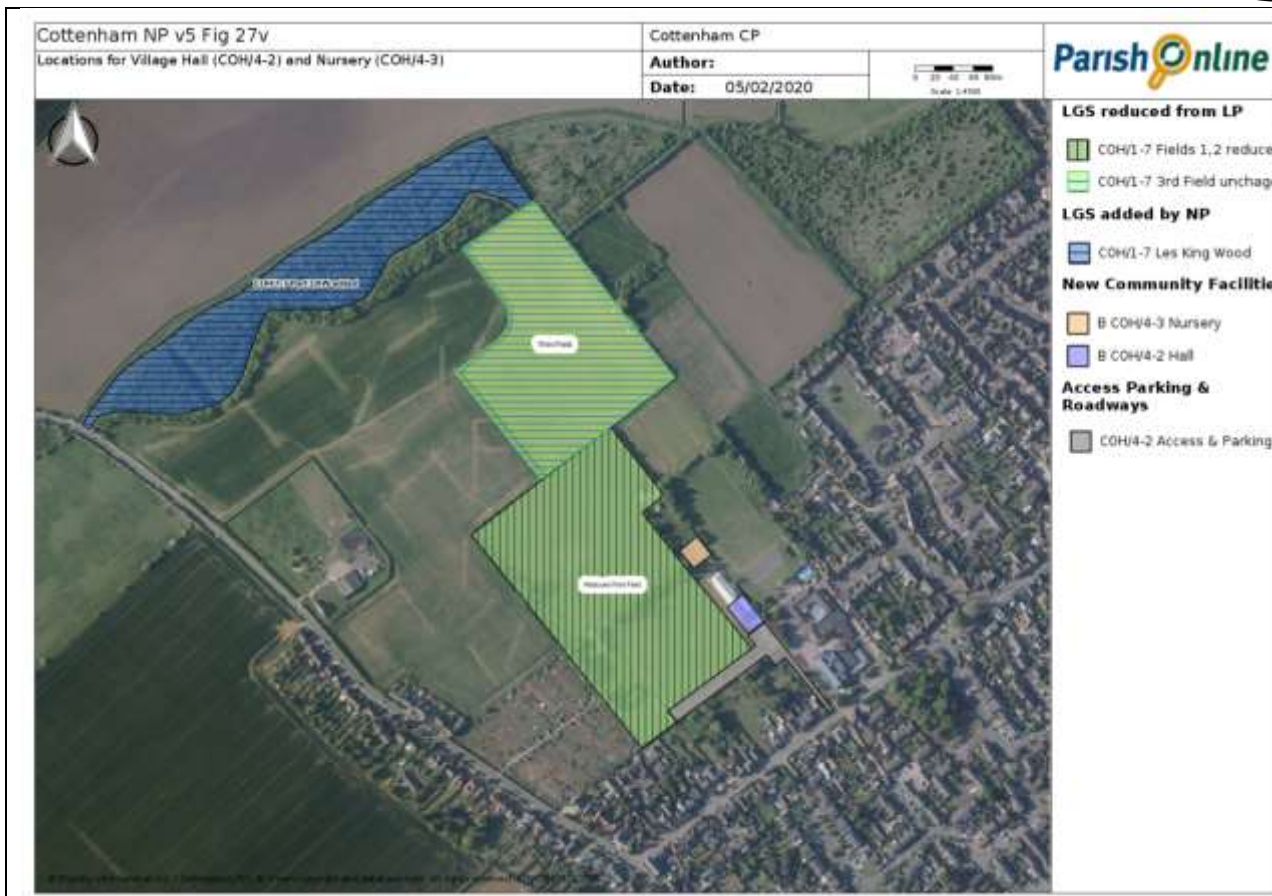 Cottenham NP v5 Fig 27v
Locations for Village Hall (COH/4-2) and Nursery (COH/4-3)
Cottenham CP
Author:
Date: 05/02/2020
Parish Online
LGS reduced from LP
COH/1-7 Fields 1,2 reduce
COH/1-7 3rd Field unchag
LGS added by NP
COH/1-7 Les King Wood
New Community Facilitie
B COH/4-3 Nursery
B COH/4-2 Hall
Access Parking &
Roadways
COH/4-2 Access & Parking
Third Field